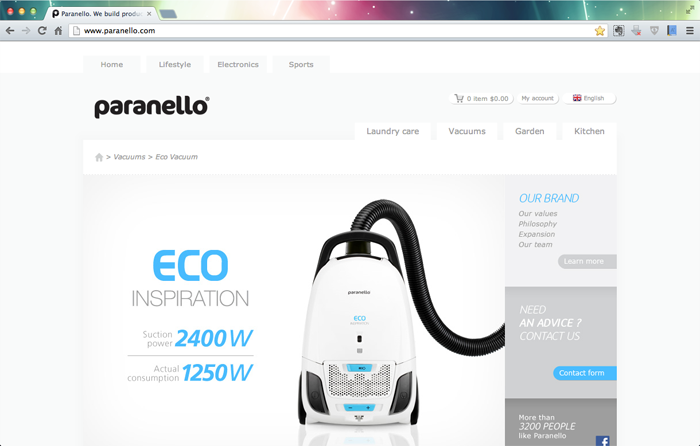 Paranello. We build produc
www.paranello.com
Home
Lifestyle
Electronics
Sports
paranello®
0 item $0.00
My account
English
Laundry care
Vacuums
Garden
Kitchen
> Vacuums > Eco Vacuum
ECO
INSPIRATION
Suction
power 2400 W
Actual
consumption 1250 W
paranello
ECO
INSPIRATION
OUR BRAND
Our values
Philosophy
Expansion
Our team
Learn more
NEED
AN ADVICE ?
CONTACT US
Contact form
More than
3200 PEOPLE
like Paranello
f